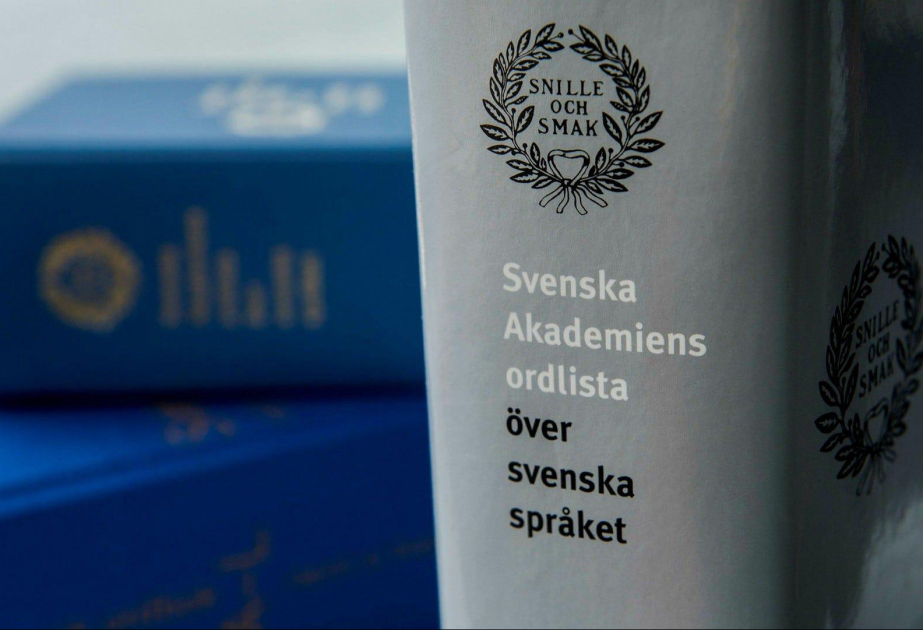 SNILLE
OCH
SMAK
Svenska
Akademiens
ordlista
över
svenska
språket
SNILLE
OCH
SMAK